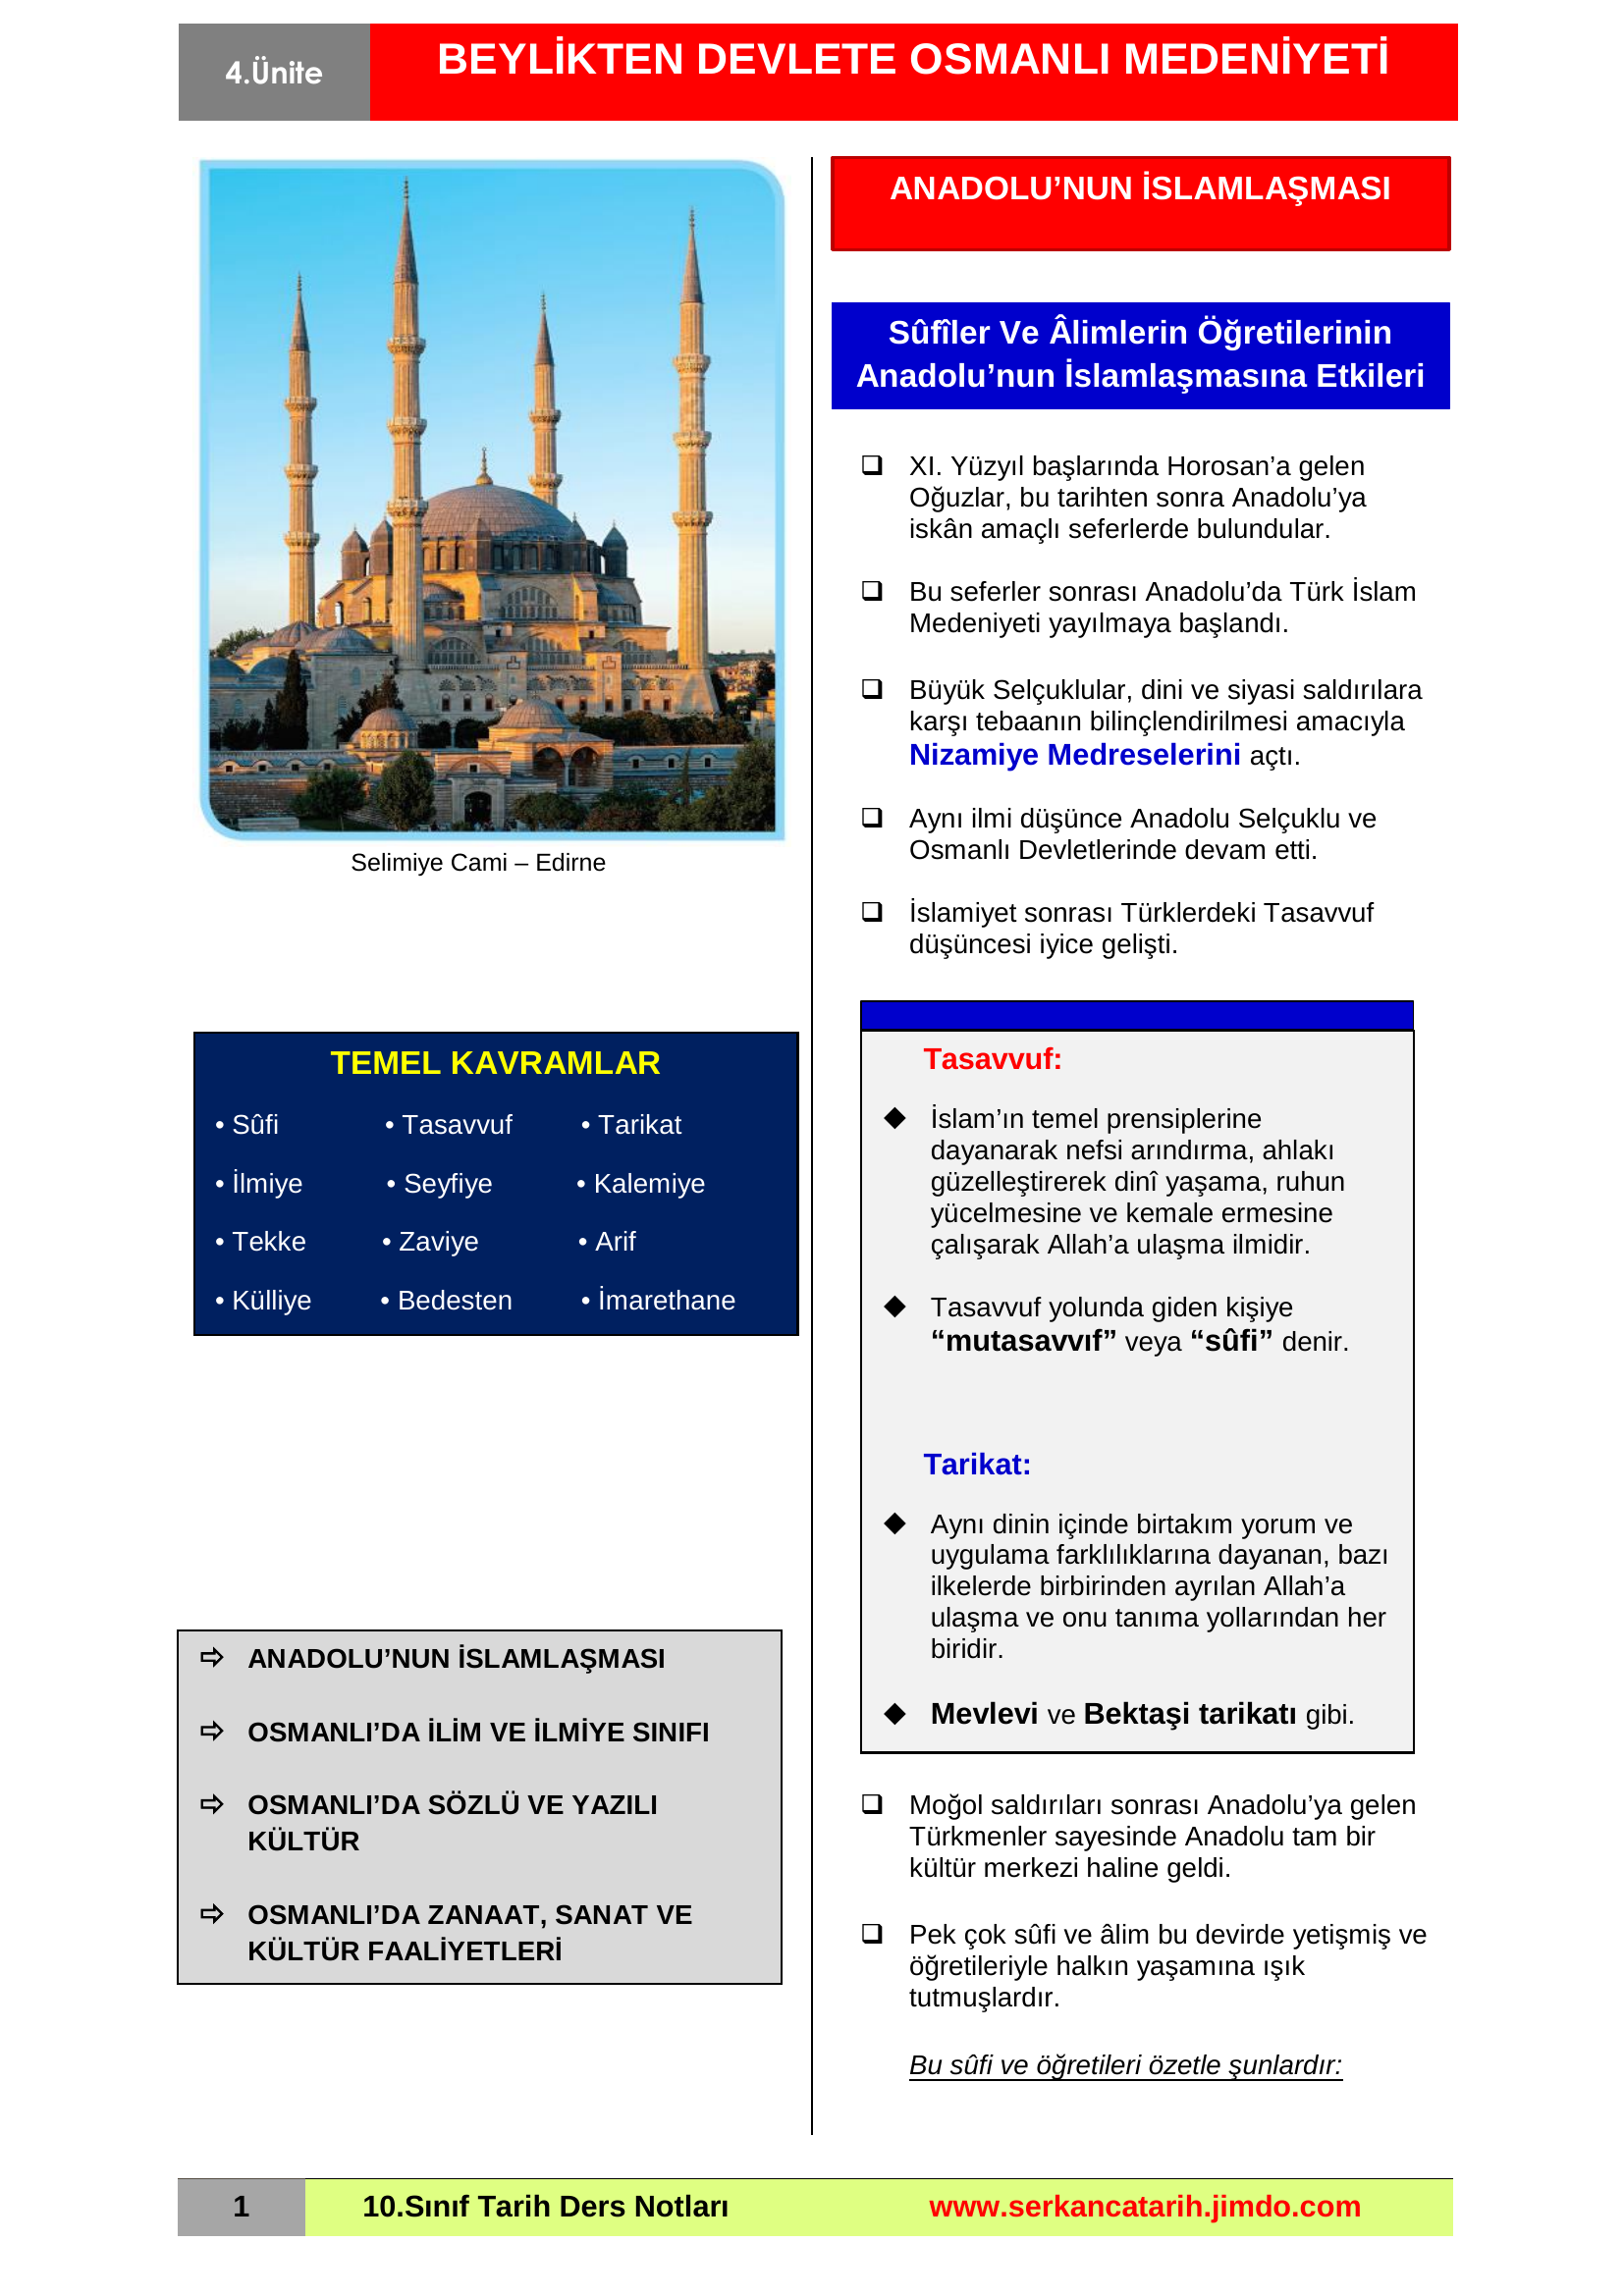 4.Ünite
BEYLİKTEN DEVLETE OSMANLI MEDENİYETİ
Selimiye Cami – Edirne
TEMEL KAVRAMLAR
• Sûfi • Tasavvuf • Tarikat
• İlmiye • Seyfiye • Kalemiye
• Tekke • Zaviye • Arif
• Külliye • Bedesten • İmarethane
ANADOLU’NUN İSLAMLAŞMASI
OSMANLI’DA İLİM VE İLMİYE SINIFI
OSMANLI’DA SÖZLÜ VE YAZILI
KÜLTÜR
OSMANLI’DA ZANAAT, SANAT VE
KÜLTÜR FAALİYETLERİ
ANADOLU’NUN İSLAMLAŞMASI
Sûfîler Ve Âlimlerin Öğretilerinin
Anadolu’nun İslamlaşmasına Etkileri
XI. Yüzyıl başlarında Horosan’a gelen
Oğuzlar, bu tarihten sonra Anadolu’ya
iskân amaçlı seferlerde bulundular.
Bu seferler sonrası Anadolu’da Türk İslam
Medeniyeti yayılmaya başlandı.
Büyük Selçuklular, dini ve siyasi saldırılara
karşı tebaanın bilinçlendirilmesi amacıyla
Nizamiye Medreselerini açtı.
Aynı ilmi düşünce Anadolu Selçuklu ve
Osmanlı Devletlerinde devam etti.
İslamiyet sonrası Türklerdeki Tasavvuf
düşüncesi iyice gelişti.
Tasavvuf:
İslam’ın temel prensiplerine
dayanarak nefsi arındırma, ahlakı
güzelleştirerek dinî yaşama, ruhun
yücelmesine ve kemale ermesine
çalışarak Allah’a ulaşma ilmidir.
Tasavvuf yolunda giden kişiye
“mutasavvıf” veya “sûfi” denir.
Tarikat:
Aynı dinin içinde birtakım yorum ve
uygulama farklılıklarına dayanan, bazı
ilkelerde birbirinden ayrılan Allah’a
ulaşma ve onu tanıma yollarından her
biridir.
Mevlevi ve Bektaşi tarikatı gibi.
Moğol saldırıları sonrası Anadolu’ya gelen
Türkmenler sayesinde Anadolu tam bir
kültür merkezi haline geldi.
Pek çok sûfi ve âlim bu devirde yetişmiş ve
öğretileriyle halkın yaşamına ışık
tutmuşlardır.
Bu sûfi ve öğretileri özetle şunlardır:
1 10.Sınıf Tarih Ders Notları www.serkancatarih.jimdo.com